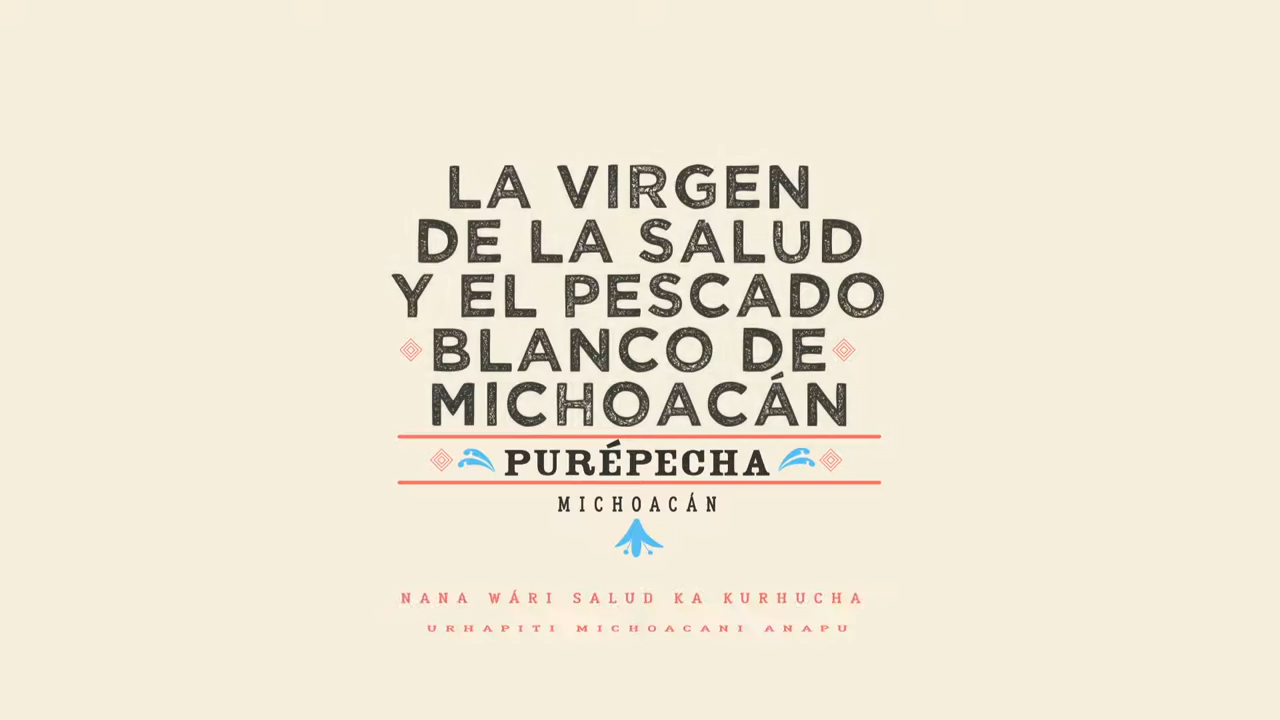 LA VIRGEN
DE LA SALUD
Y EL PESCADO
BLANCO DE
MICHOACÁN
PURÉPECHA
MICHOACÁN
NANA WÁRI SALUD KA KURHUCHA
URHAPITI MICHOACANI ANAPU